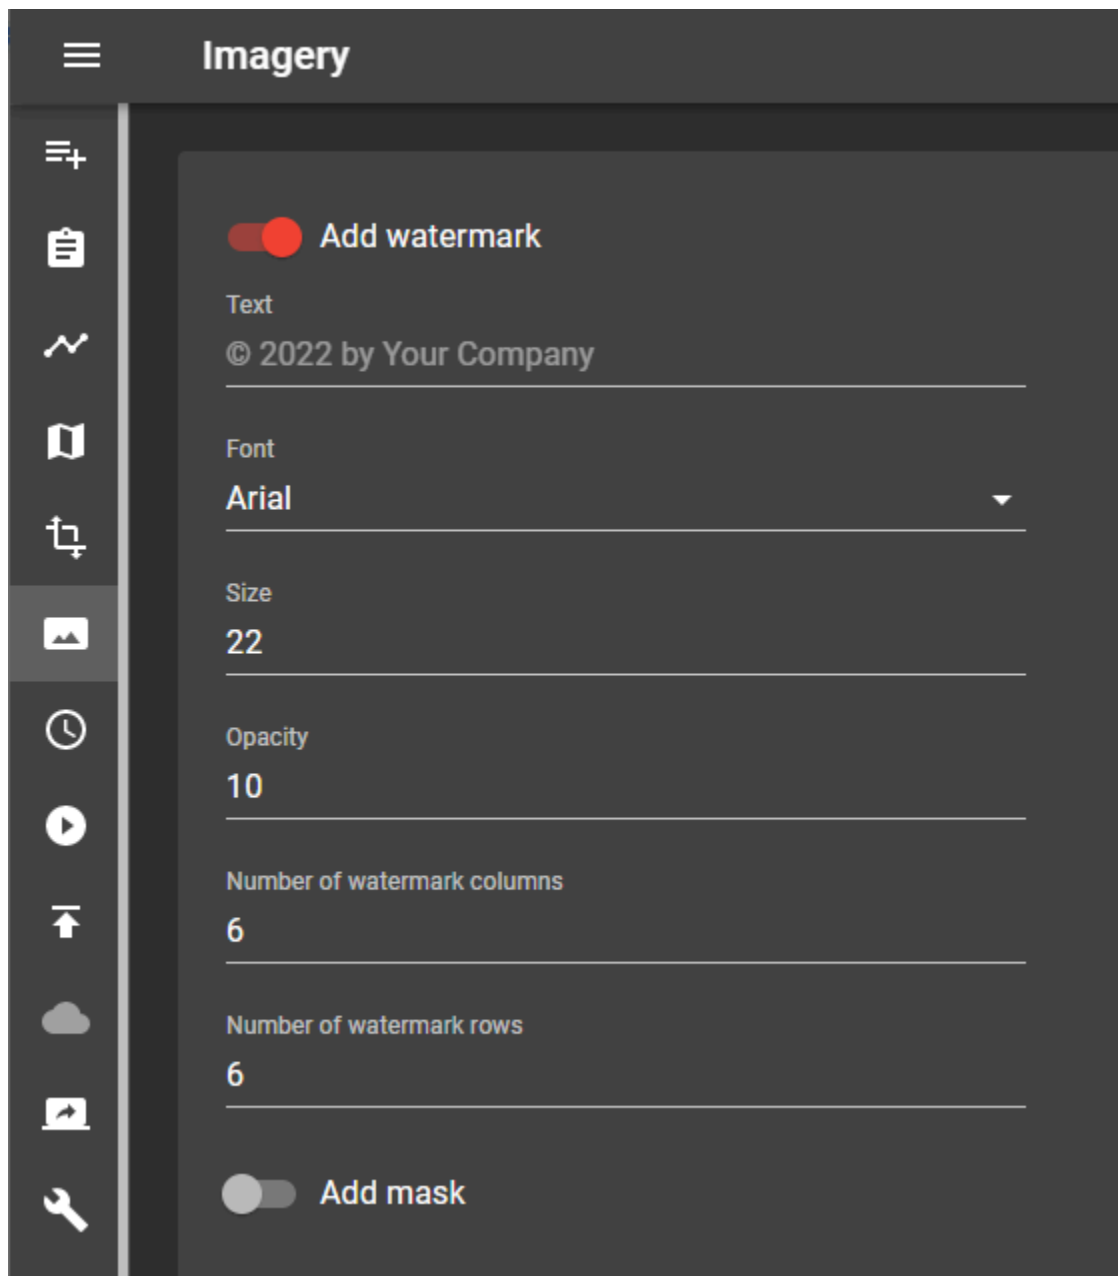 Imagery
Add watermark
Text
© 2022 by Your Company
Font
Arial
Size
22
Opacity
10
Number of watermark columns
6
Number of watermark rows
6
Add mask